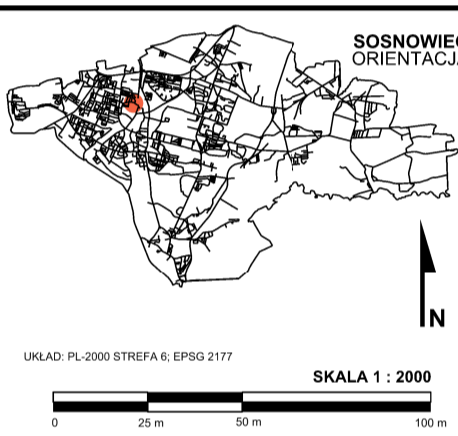 SOSNOWIEC
ORIENTACJA
N
UKŁAD: PL-2000 STREFA 6; EPSG 2177
SKALA 1 : 2000
0 25 m 50 m 100 m